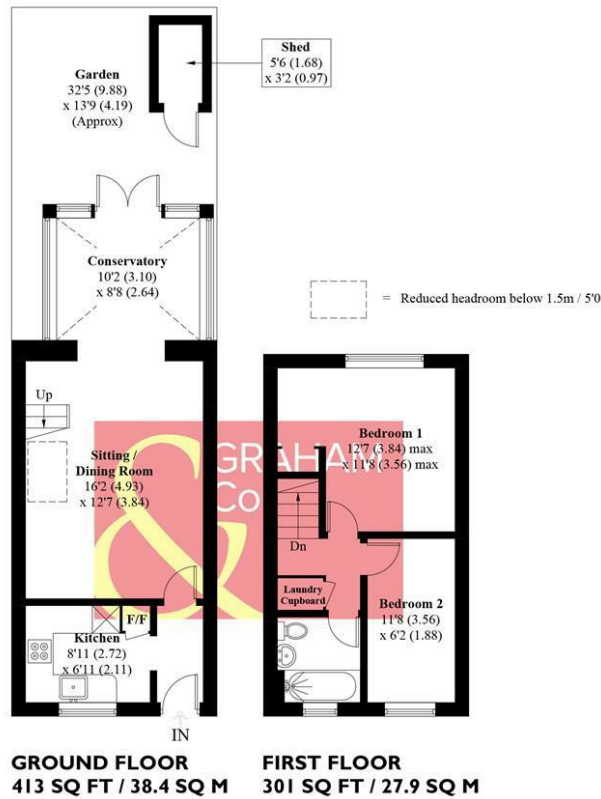 Shed
5'6 (1.68)
x 3'2 (0.97)
Garden
32'5 (9.88)
x 13'9 (4.19)
(Approx)
Conservatory
10'2 (3.10)
x 8'8 (2.64)
= Reduced headroom below 1.5m / 5'0
Up
Sitting /
Dining Room
16'2 (4.93)
x 12'7 (3.84)
Bedroom 1
12'7 (3.84) max
x 11'8 (3.56) max
& GRAHAM
Co
Dn
Laundry
Cupboard
Bedroom 2
11'8 (3.56)
x 6'2 (1.88)
F/F
Kitchen
8'11 (2.72)
x 6'11 (2.11)
IN
GROUND FLOOR
413 SQ FT / 38.4 SQ M
FIRST FLOOR
301 SQ FT / 27.9 SQ M